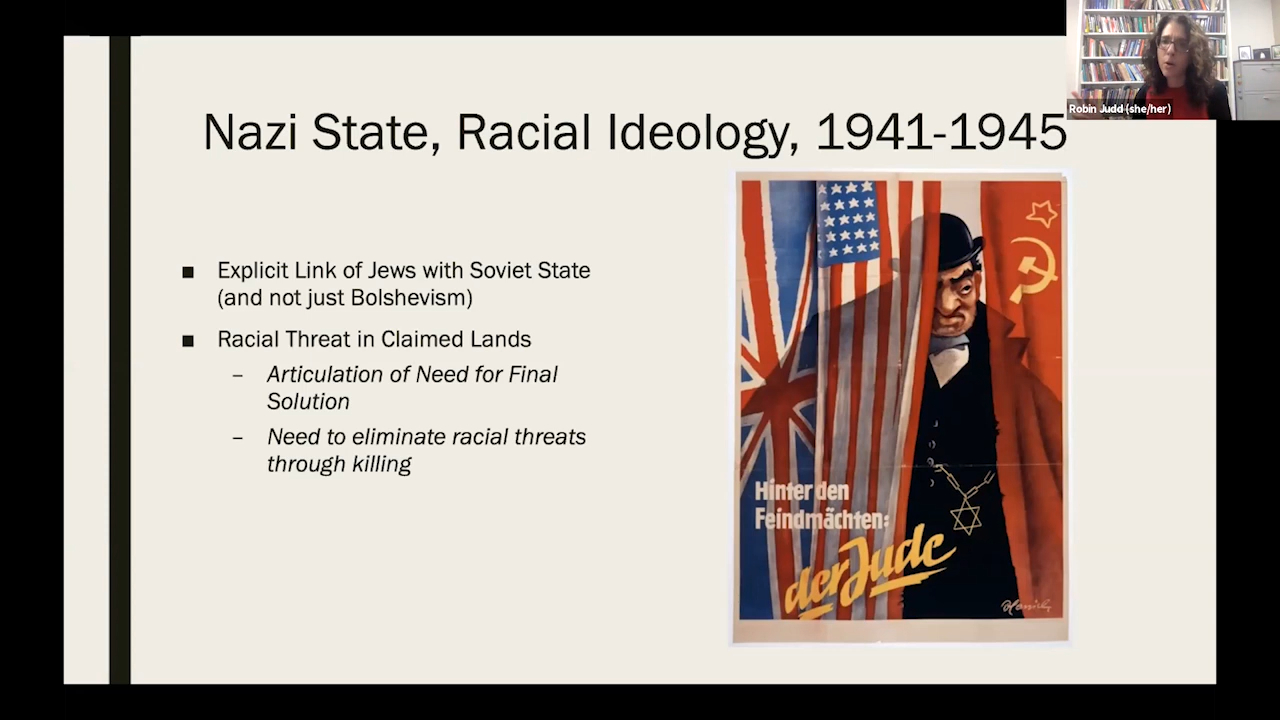 Robin Judd (she/her)
Nazi State, Racial Ideology, 1941-1945
■ Explicit Link of Jews with Soviet State
(and not just Bolshevism)
■ Racial Threat in Claimed Lands
– Articulation of Need for Final
Solution
– Need to eliminate racial threats
through killing
Hinter den
Feindmächten:
der Jude